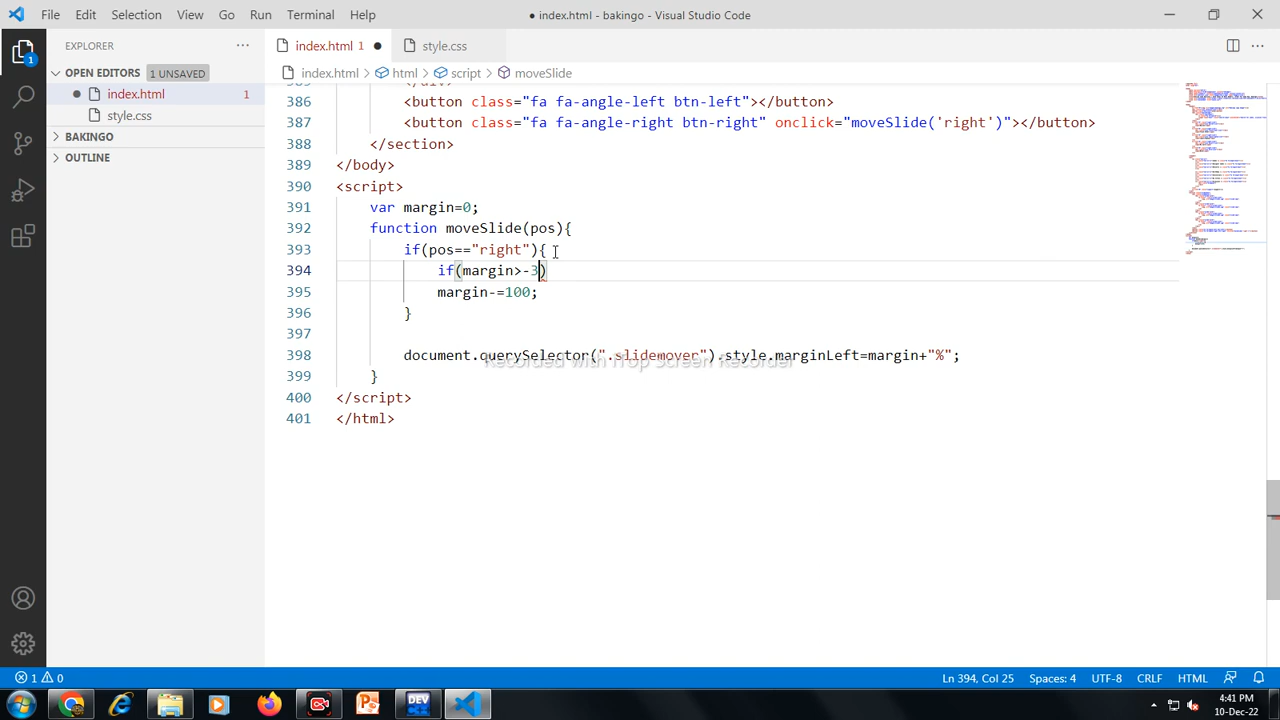 File Edit Selection View Go Run Terminal Help
● index.html - bakingo - Visual Studio Code
EXPLORER
index.html 1
style.css
OPEN EDITORS 1 UNSAVED
index.html > html > script > moveSlide
index.html 1
style.css
BAKINGO
OUTLINE
386 <button class="fa fa-angle-left btn-left"></button>
387 <button class="fa fa-angle-right btn-right" onclick="moveSlide('right')"></button>
388 </section>
389 </body>
390 <script>
391 var margin=0;
392 function moveSlide(pos){
393 if(pos=="right"){
394 if(margin>-3)
395 margin-=100;
396 }
397
398 document.querySelector(".slidemover").style.marginLeft=margin+"%";
399 }
400 </script>
401 </html>
Recorded with iTop Screen Recorder
1 0
Ln 394, Col 25 Spaces: 4 UTF-8 CRLF HTML
4:41 PM
10-Dec-22